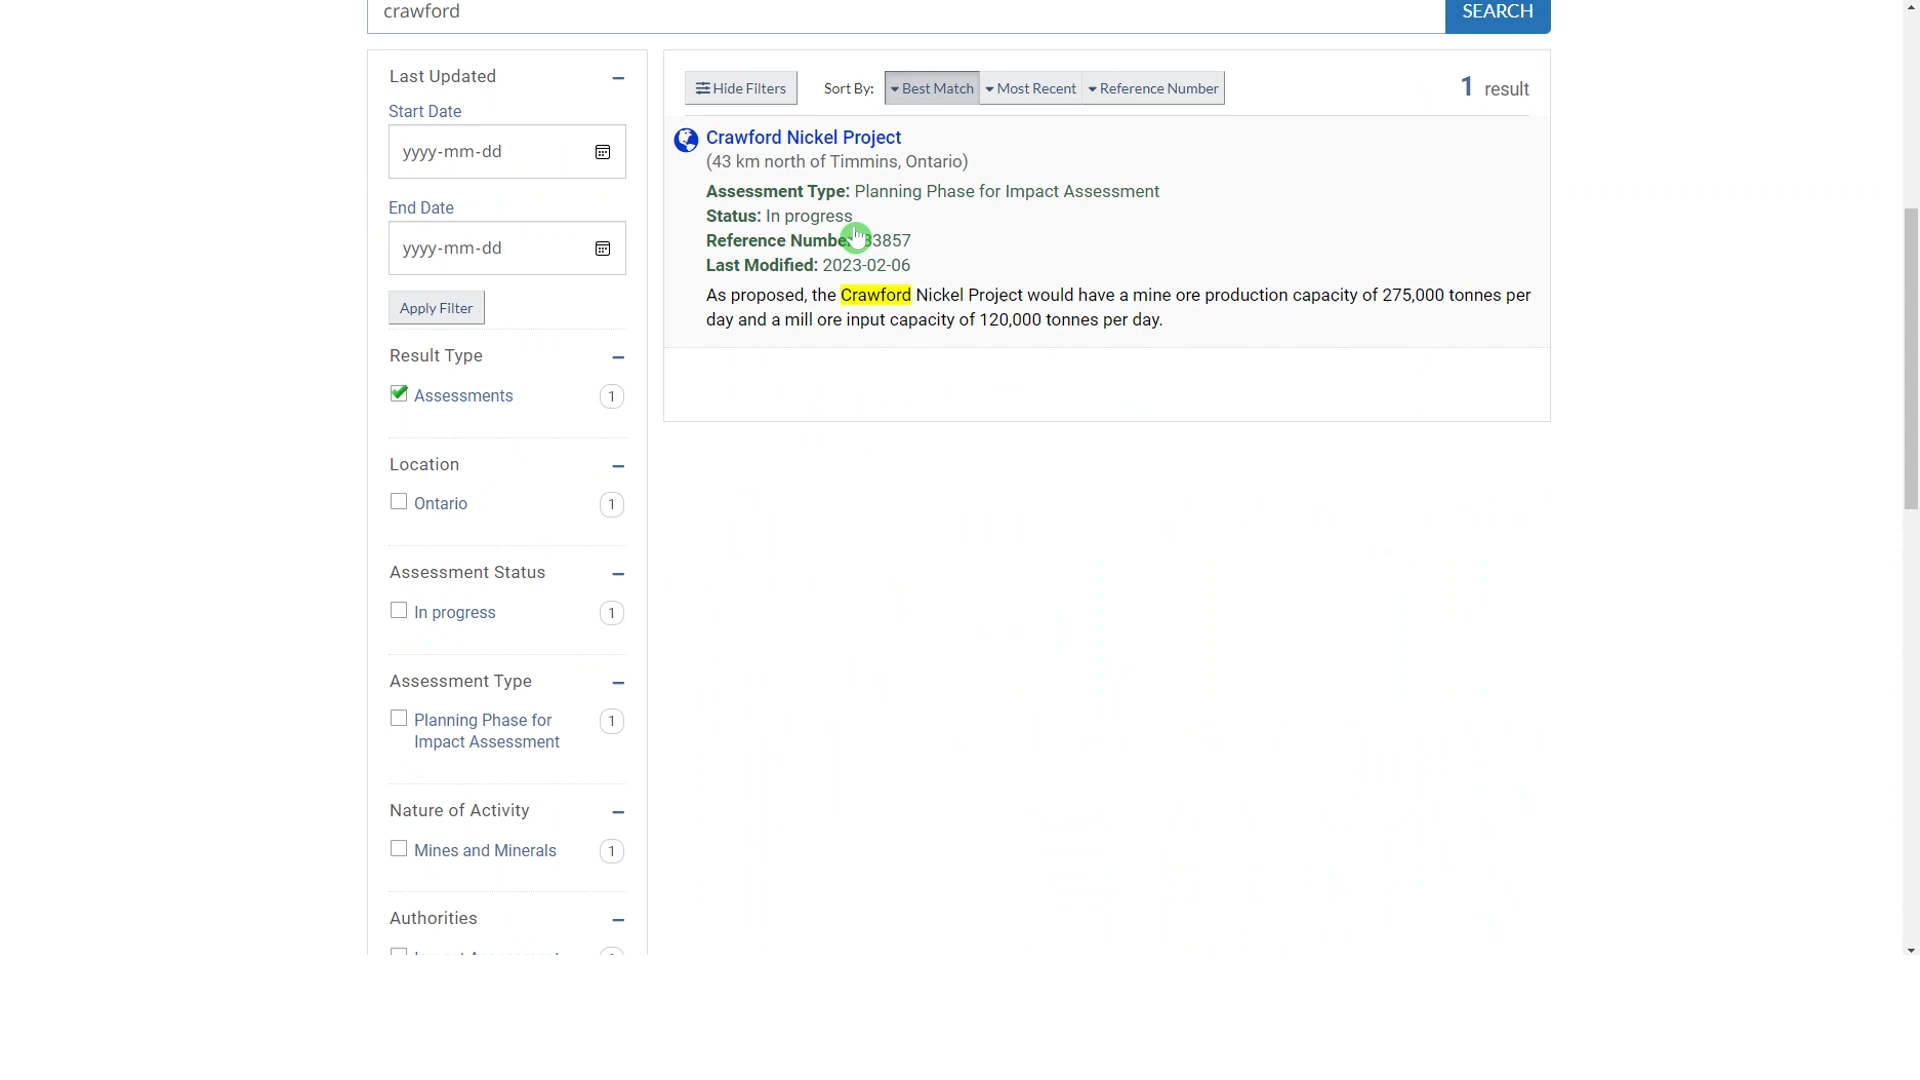 crawford
SEARCH
Last Updated
Start Date
yyyy-mm-dd
End Date
yyyy-mm-dd
Apply Filter
Result Type
Assessments 1
Location
Ontario 1
Assessment Status
In progress 1
Assessment Type
Planning Phase for 1
Impact Assessment
Nature of Activity
Mines and Minerals 1
Authorities
Hide Filters Sort By: Best Match Most Recent Reference Number 1 result
Crawford Nickel Project
(43 km north of Timmins, Ontario)
Assessment Type: Planning Phase for Impact Assessment
Status: In progress
Reference Number 83857
Last Modified: 2023-02-06
As proposed, the Crawford Nickel Project would have a mine ore production capacity of 275,000 tonnes per
day and a mill ore input capacity of 120,000 tonnes per day.